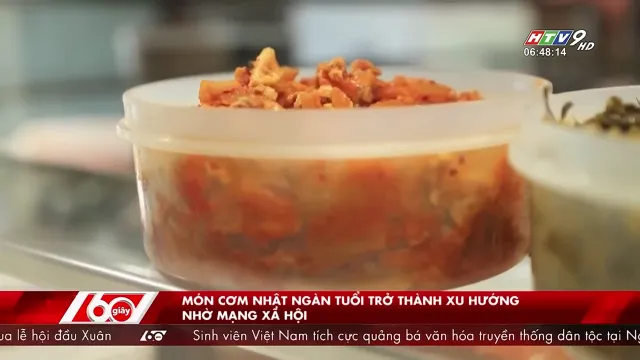 HTV9 HD
06:48:14
60 giây
MÓN CƠM NHẬT NGÀN TUỔI TRỞ THÀNH XU HƯỚNG
NHỜ MẠNG XÃ HỘI
ua lễ hội đầu Xuân 60 Sinh viên Việt Nam tích cực quảng bá văn hóa truyền thống dân tộc tại Ng